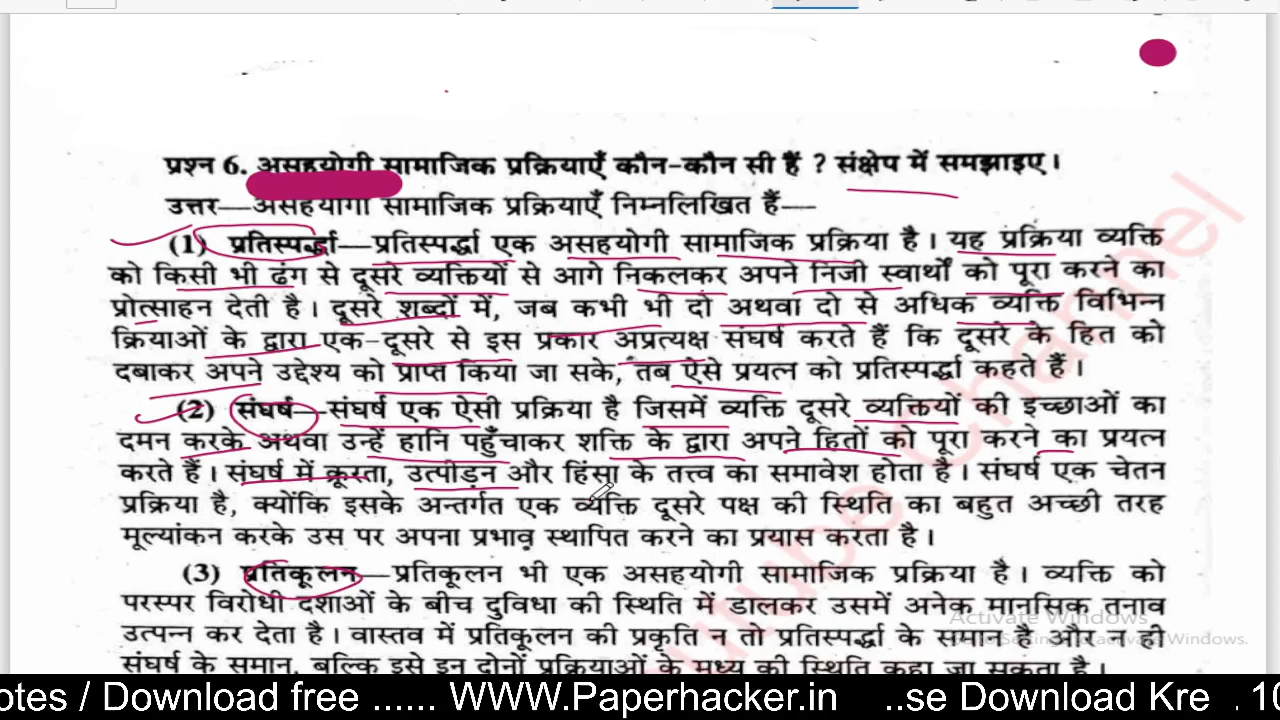 प्रश्न 6. असहयोगी सामाजिक प्रक्रियाएँ कौन-कौन सी हैं ? संक्षेप में समझाइए।
उत्तर—असहयोगी सामाजिक प्रक्रियाएँ निम्नलिखित हैं—
(1) प्रतिस्पर्द्धा—प्रतिस्पर्द्धा एक असहयोगी सामाजिक प्रक्रिया है। यह प्रक्रिया व्यक्ति
को किसी भी ढंग से दूसरे व्यक्तियों से आगे निकलकर अपने निजी स्वार्थों को पूरा करने का
प्रोत्साहन देती है। दूसरे शब्दों में, जब कभी भी दो अथवा दो से अधिक व्यक्ति विभिन्न
क्रियाओं के द्वारा एक-दूसरे से इस प्रकार अप्रत्यक्ष संघर्ष करते हैं कि दूसरे के हित को
दबाकर अपने उद्देश्य को प्राप्त किया जा सके, तब ऐसे प्रयत्न को प्रतिस्पर्द्धा कहते हैं।
(2) संघर्ष—संघर्ष एक ऐसी प्रक्रिया है जिसमें व्यक्ति दूसरे व्यक्तियों की इच्छाओं का
दमन करके अथवा उन्हें हानि पहुँचाकर शक्ति के द्वारा अपने हितों को पूरा करने का प्रयत्न
करते हैं। संघर्ष में क्रूरता, उत्पीड़न और हिंसा के तत्त्व का समावेश होता है। संघर्ष एक चेतन
प्रक्रिया है, क्योंकि इसके अन्तर्गत एक व्यक्ति दूसरे पक्ष की स्थिति का बहुत अच्छी तरह
मूल्यांकन करके उस पर अपना प्रभाव स्थापित करने का प्रयास करता है।
(3) प्रतिकूलन—प्रतिकूलन भी एक असहयोगी सामाजिक प्रक्रिया है। व्यक्ति को
परस्पर विरोधी दशाओं के बीच दुविधा की स्थिति में डालकर उसमें अनेक मानसिक तनाव
उत्पन्न कर देता है। वास्तव में प्रतिकूलन की प्रकृति न तो प्रतिस्पर्द्धा के समान है और न ही
संघर्ष के समान, बल्कि इसे इन दोनों प्रक्रियाओं के मध्य की स्थिति कहा जा सकता है।
Youtube Channel
Activate Windows
otes / Download free ...... WWW.Paperhacker.in ..se Download Kre . 10